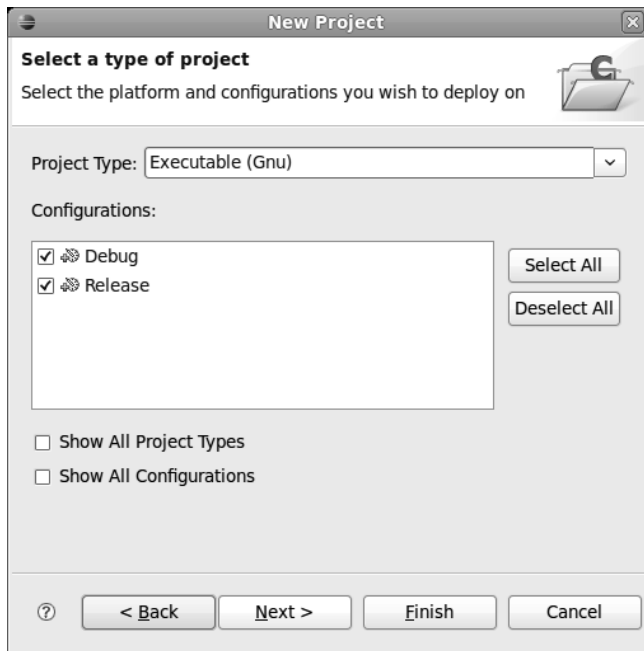 New Project
Select a type of project
Select the platform and configurations you wish to deploy on
C
Project Type: Executable (Gnu)
Configurations:
Debug
Release
Select All
Deselect All
Show All Project Types
Show All Configurations
? < Back Next > Finish Cancel